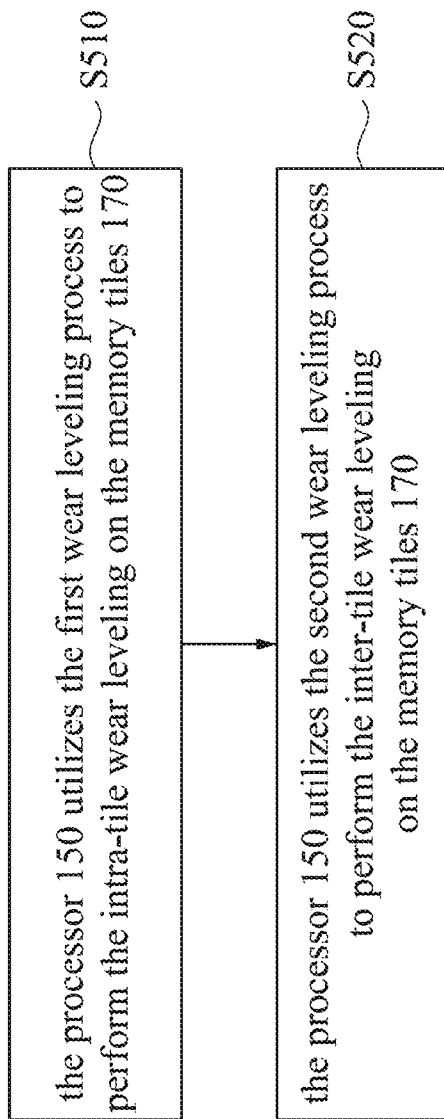 the processor 150 utilizes the first wear leveling process to
perform the intra-tile wear leveling on the memory tiles 170
S510
the processor 150 utilizes the second wear leveling process
to perform the inter-tile wear leveling
on the memory tiles 170
S520